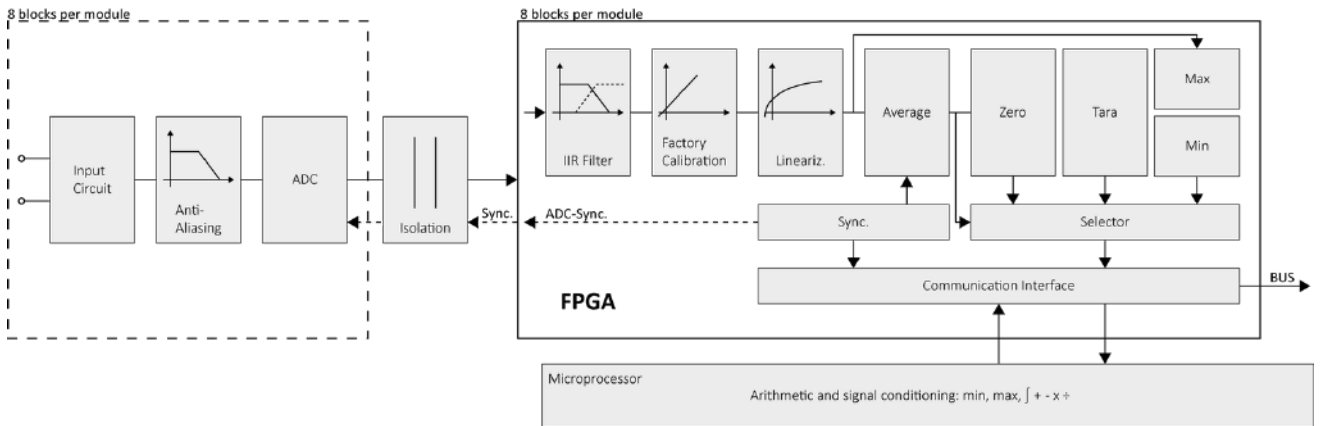 8 blocks per module
8 blocks per module
Input
Circuit
Anti-
Aliasing
ADC
Isolation
Sync.
ADC-Sync.
IIR Filter
Factory
Calibration
Lineariz.
Average
Zero
Tara
Max
Min
Sync.
Selector
Communication Interface
BUS
FPGA
Microprocessor
Arithmetic and signal conditioning: min, max, ∫ + - x ÷